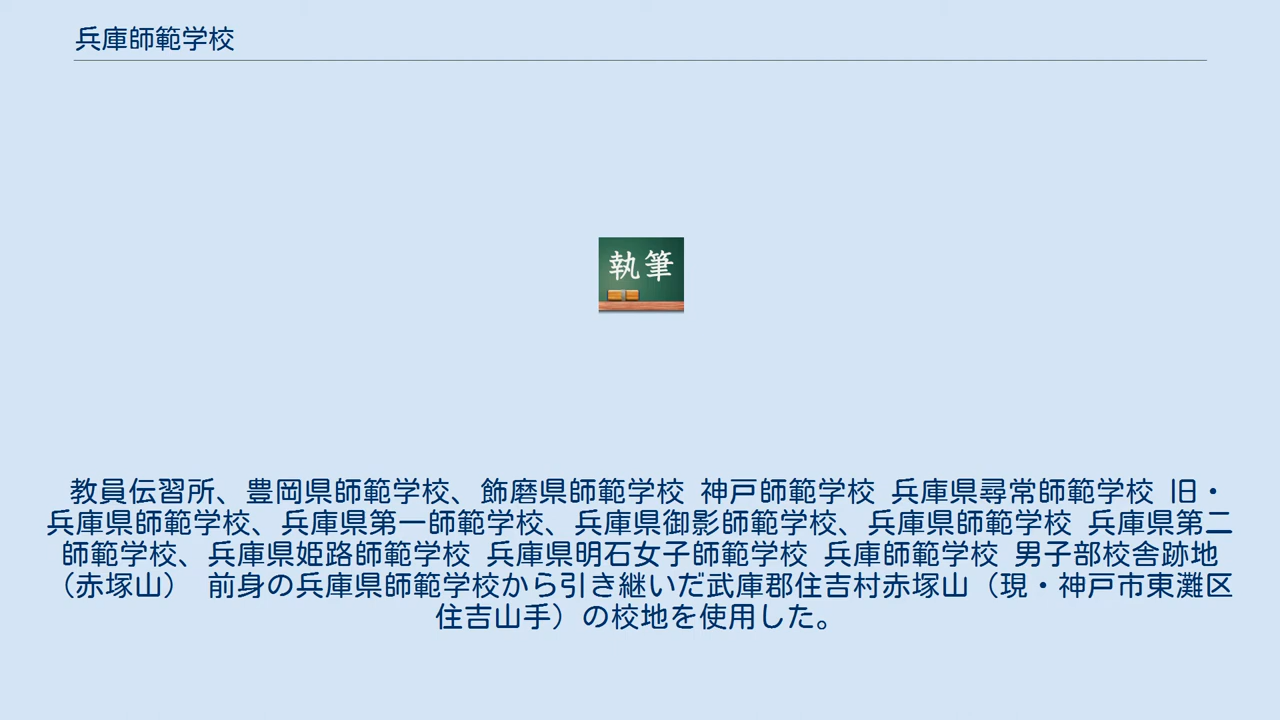 兵庫師範学校
執筆
教員伝習所、豊岡県師範学校、飾磨県師範学校 神戸師範学校 兵庫県尋常師範学校 旧・
兵庫県師範学校、兵庫県第一師範学校、兵庫県御影師範学校、兵庫県師範学校 兵庫県第二
師範学校、兵庫県姫路師範学校 兵庫県明石女子師範学校 兵庫師範学校 男子部校舎跡地
（赤塚山） 前身の兵庫県師範学校から引き継いだ武庫郡住吉村赤塚山（現・神戸市東灘区
住吉山手）の校地を使用した。